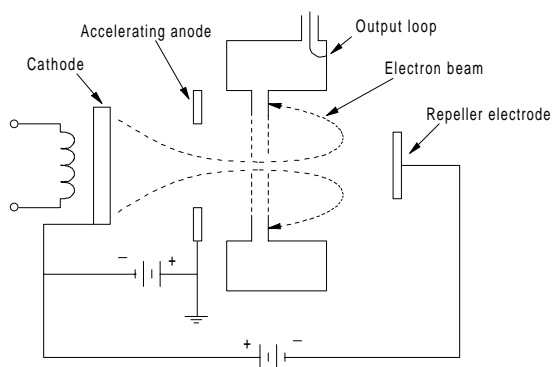 Output loop
Accelerating anode
Cathode
Electron beam
Repeller electrode
– +
+ –